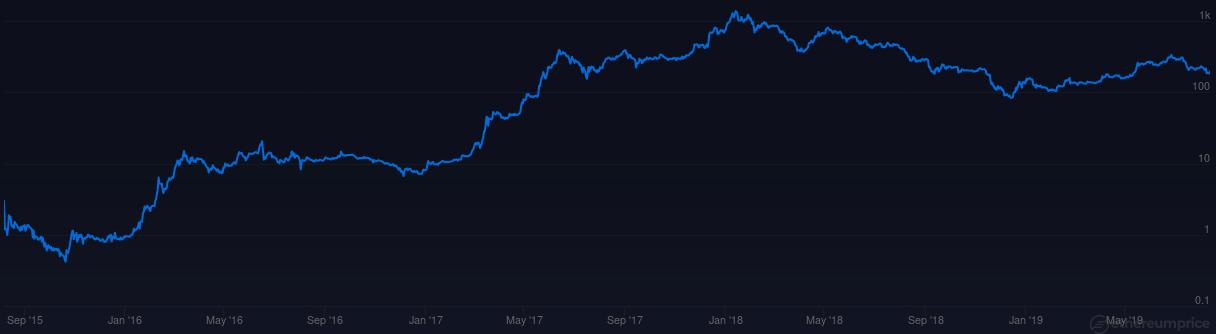 1k
100
10
1
0.1
Sep '15 Jan '16 May '16 Sep '16 Jan '17 May '17 Sep '17 Jan '18 May '18 Sep '18 Jan '19 May '19
ethereumprice